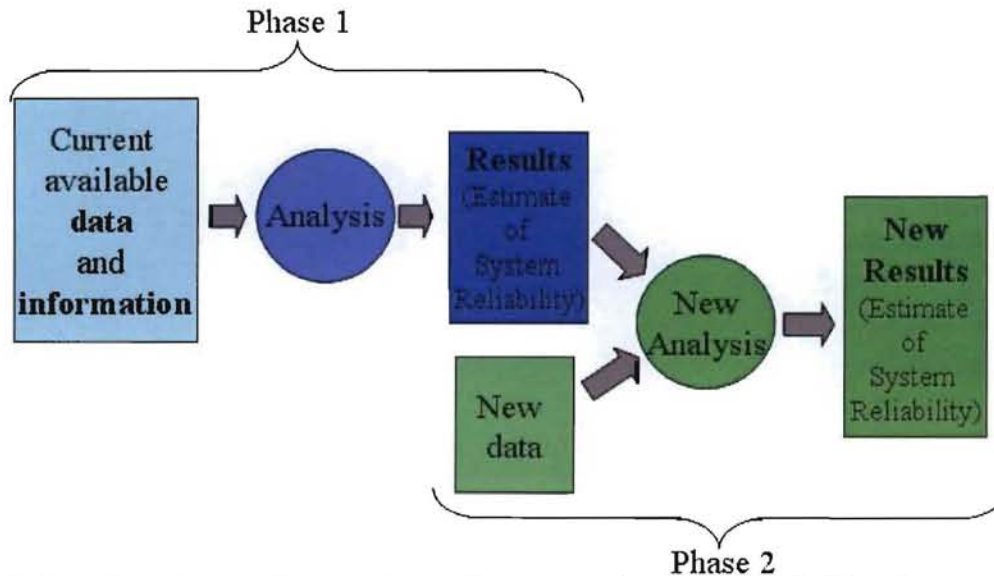 Phase 1
Current
available
data
and
information
Analysis
Results
(Estimate
of
System
Reliability)
New
data
New
Analysis
New
Results
(Estimate
of
System
Reliability)
Phase 2